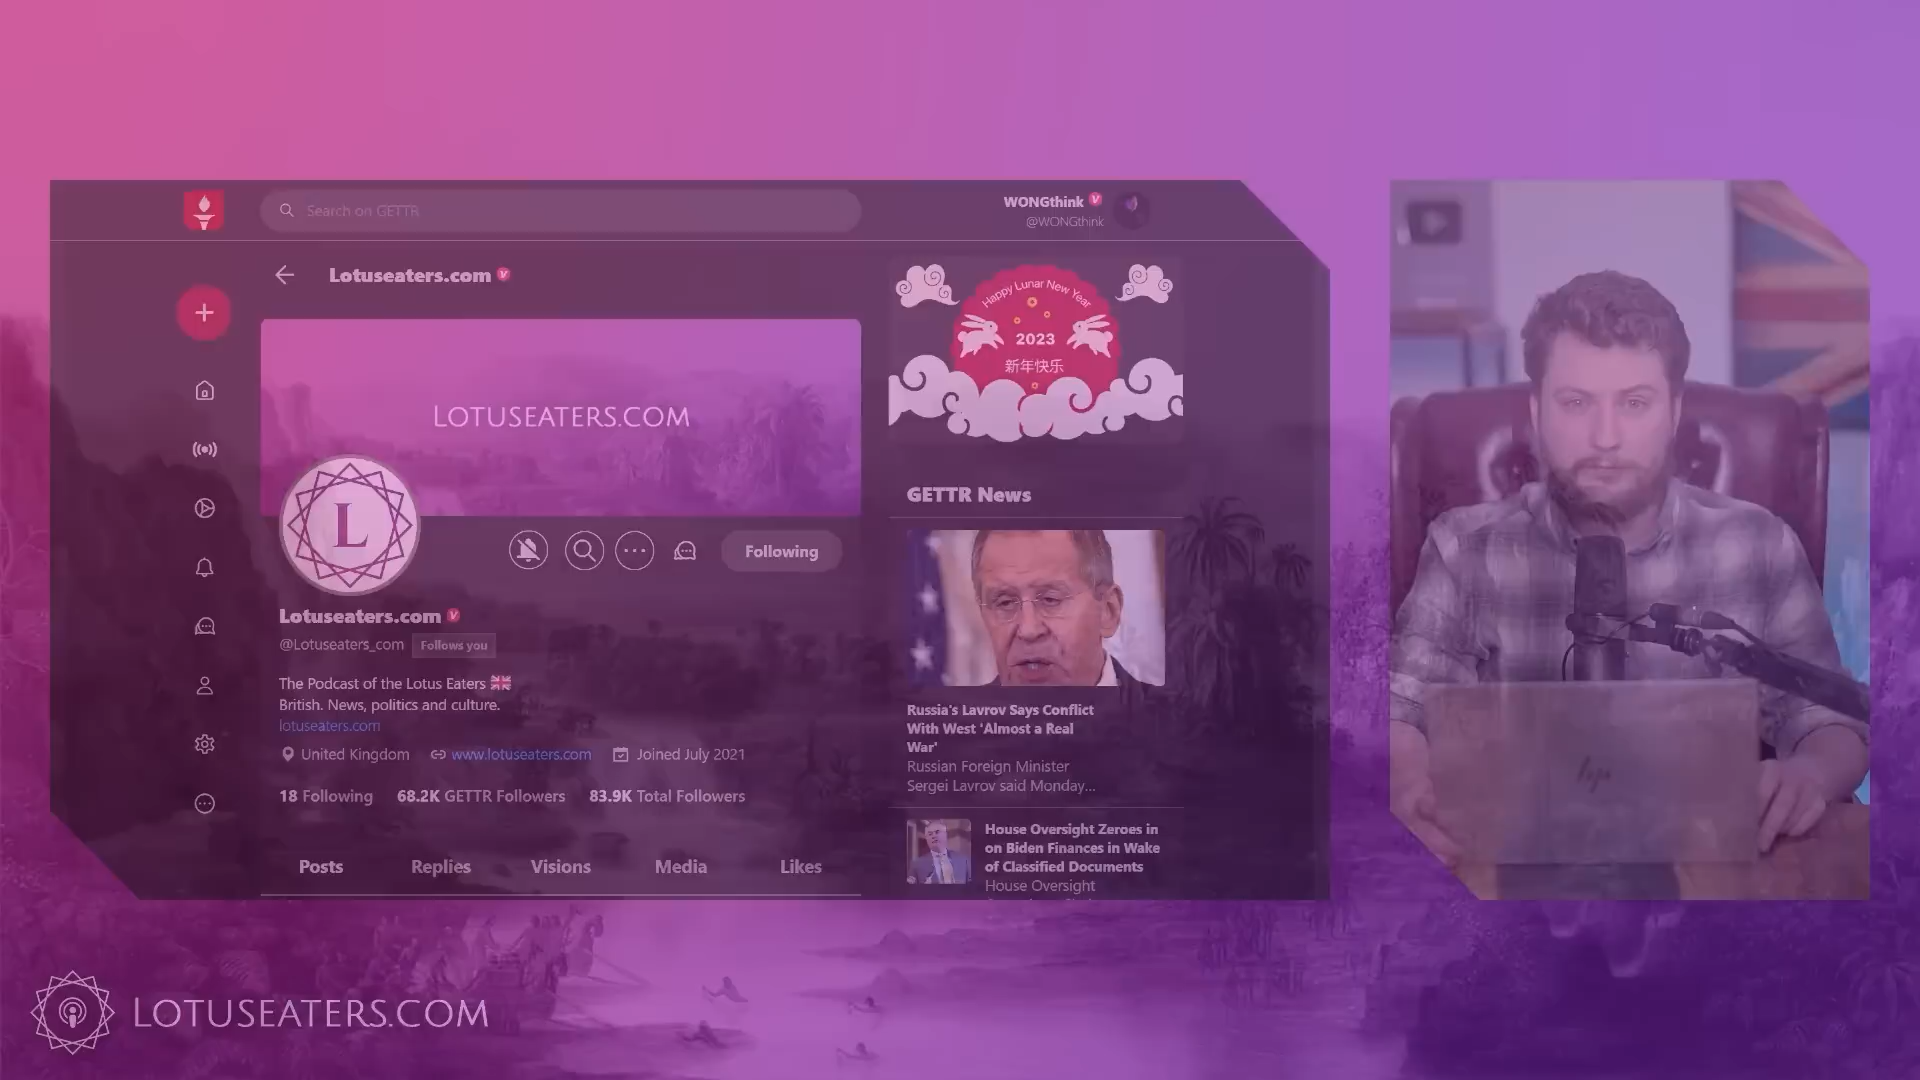 Search on GETTR
WONGthink
@WONGthink
Lotuseaters.com
LOTUSEATERS.COM
L
Following
Lotuseaters.com
@Lotuseaters_com Follows you
The Podcast of the Lotus Eaters 🇬🇧
British. News, politics and culture.
lotuseaters.com
United Kingdom www.lotuseaters.com Joined July 2021
18 Following 68.2K GETTR Followers 83.9K Total Followers
Posts Replies Visions Media Likes
Happy Lunar New Year
2023
新年快乐
GETTR News
Russia's Lavrov Says Conflict
With West 'Almost a Real
War'
Russian Foreign Minister
Sergei Lavrov said Monday...
House Oversight Zeroes in
on Biden Finances in Wake
of Classified Documents
House Oversight
LOTUSEATERS.COM